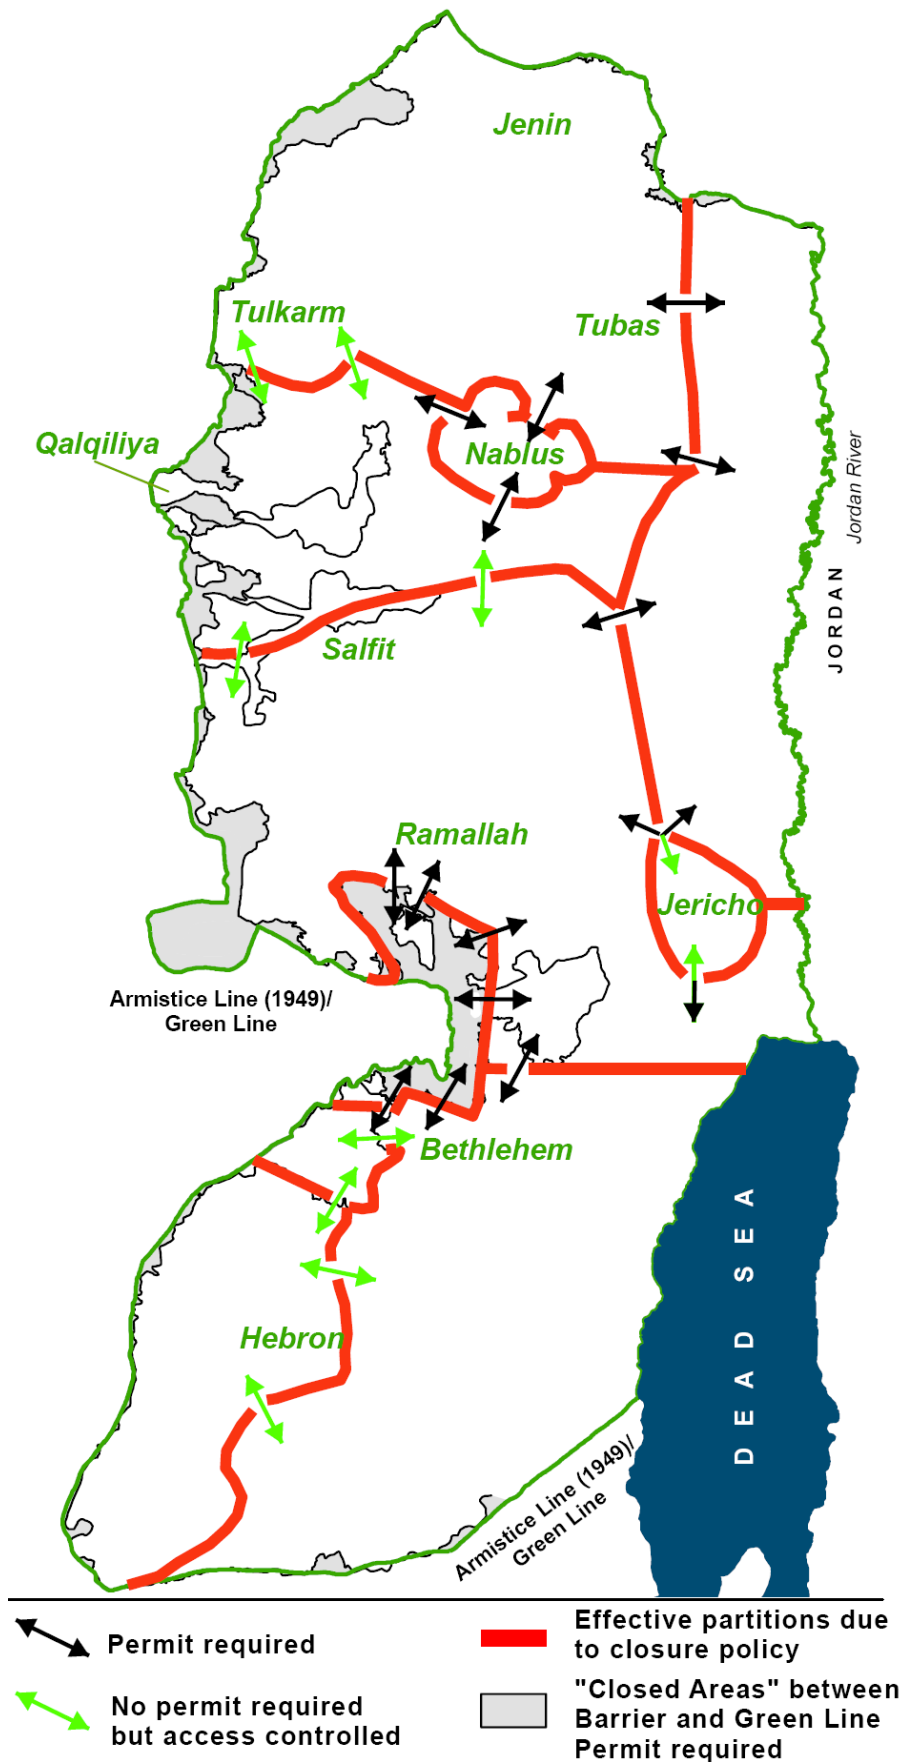 Jenin
Tulkarm
Tubas
Qalqiliya
Nablus
Jordan River
JORDAN
Salfit
Ramallah
Jericho
Armistice Line (1949)/
Green Line
Bethlehem
DEAD SEA
Hebron
Armistice Line (1949)/
Green Line
Permit required
No permit required
but access controlled
Effective partitions due
to closure policy
"Closed Areas" between
Barrier and Green Line
Permit required